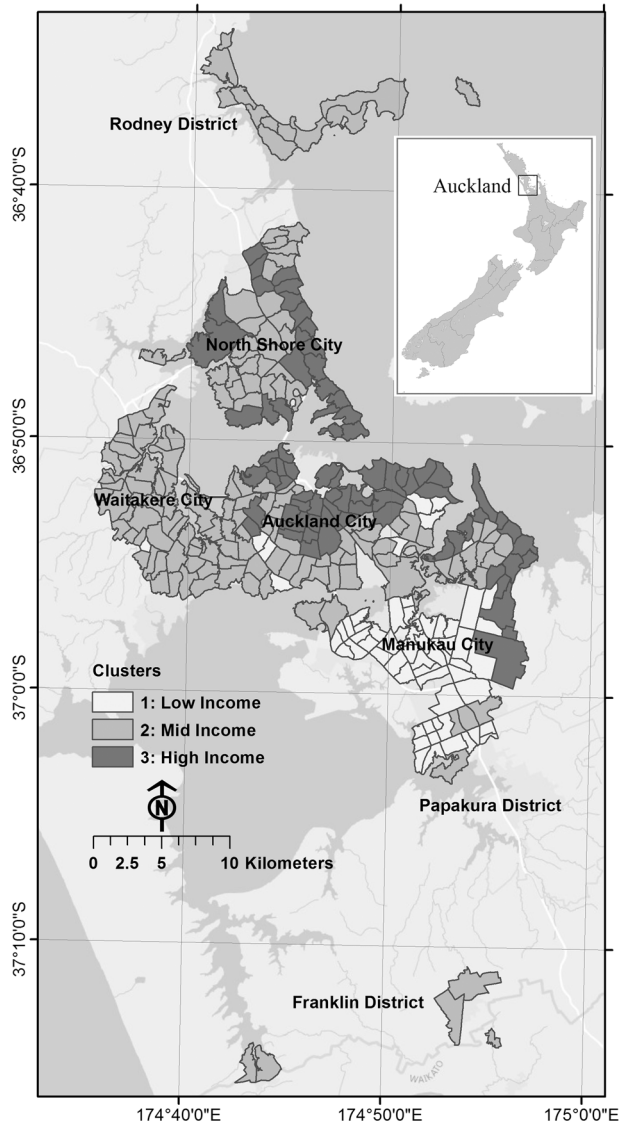 Rodney District
Auckland
36°40'0"S
North Shore City
36°50'0"S
Waitakere City
Auckland City
Manukau City
Clusters
1: Low Income
2: Mid Income
3: High Income
37°0'0"S
N
Papakura District
0 2.5 5 10 Kilometers
37°10'0"S
Franklin District
WAIKATO
174°40'0"E 174°50'0"E 175°0'0"E